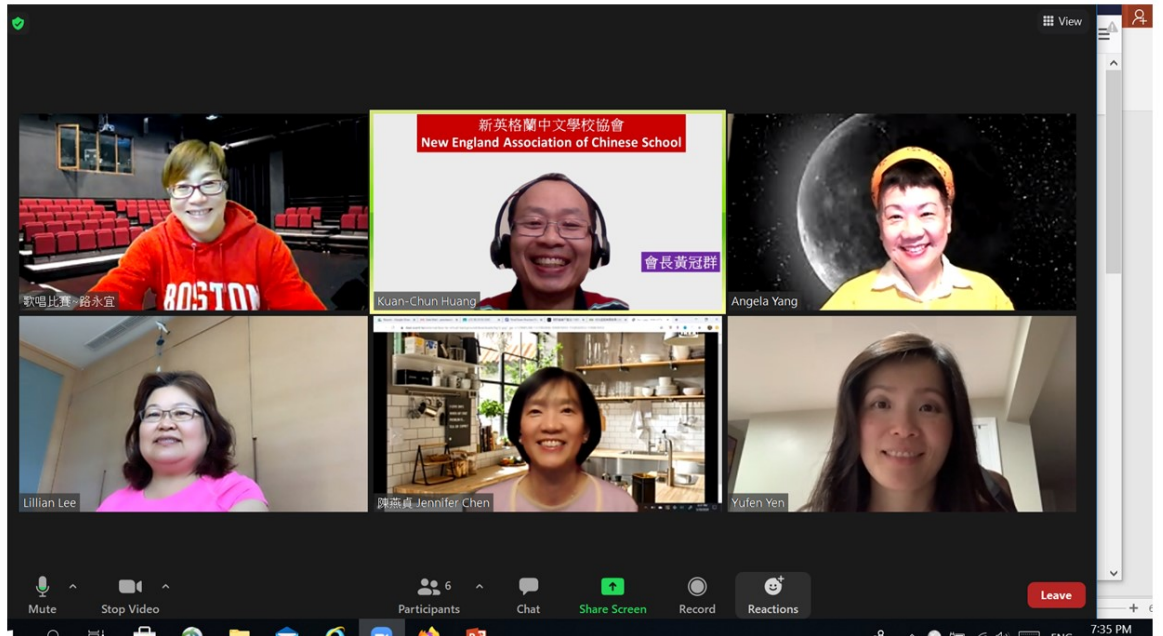 View
新英格蘭中文學校協會
New England Association of Chinese School
會長黃冠群
BOSTON
歌唱比賽~路永宜
Kuan-Chun Huang
Angela Yang
Lillian Lee
陳燕貞 Jennifer Chen
Yufen Yen
Mute
Stop Video
6
Participants
Chat
Share Screen
Record
Reactions
Leave
ENG
7:35 PM